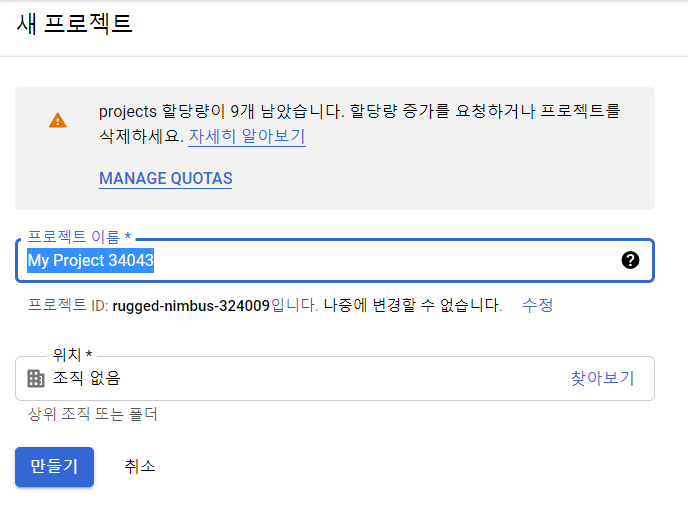 새 프로젝트
projects 할당량이 9개 남았습니다. 할당량 증가를 요청하거나 프로젝트를
삭제하세요. 자세히 알아보기
MANAGE QUOTAS
프로젝트 이름 *
My Project 34043
프로젝트 ID: rugged-nimbus-324009입니다. 나중에 변경할 수 없습니다. 수정
위치 *
조직 없음 찾아보기
상위 조직 또는 폴더
만들기 취소